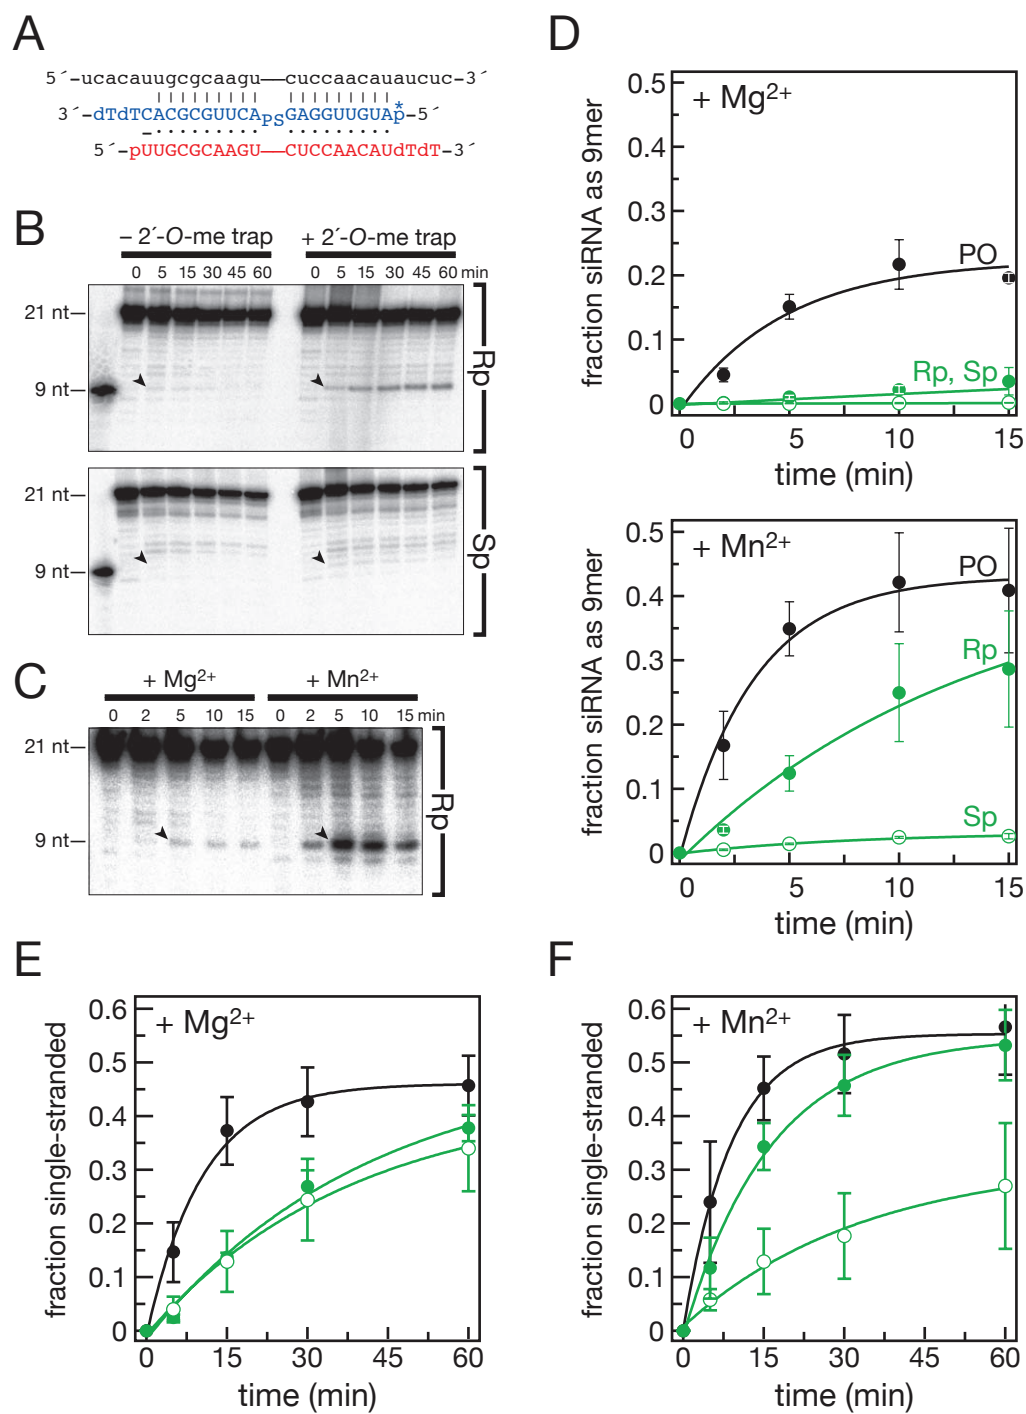 A
5´-ucacauugcgcaagu—cuccaacauaucuc-3´
3´-dTdTCACGCGUUCAPSGAGGUUGUAp*-5´
5´-pUUGCGCAAGU—CUCCAACAUdTdT-3´
B
– 2´-O-me trap
+ 2´-O-me trap
0 5 15 30 45 60 0 5 15 30 45 60 min
21 nt
9 nt
Rp
21 nt
9 nt
Sp
C
+ Mg2+
+ Mn2+
0 2 5 10 15 0 2 5 10 15 min
21 nt
9 nt
Rp
D
+ Mg2+
fraction siRNA as 9mer
0.5
0.4
0.3
0.2
0.1
0
PO
Rp, Sp
0 5 10 15
time (min)
+ Mn2+
fraction siRNA as 9mer
0.5
0.4
0.3
0.2
0.1
0
PO
Rp
Sp
0 5 10 15
time (min)
E
+ Mg2+
fraction single-stranded
0.6
0.5
0.4
0.3
0.2
0.1
0
0 15 30 45 60
time (min)
F
+ Mn2+
fraction single-stranded
0.6
0.5
0.4
0.3
0.2
0.1
0
0 15 30 45 60
time (min)